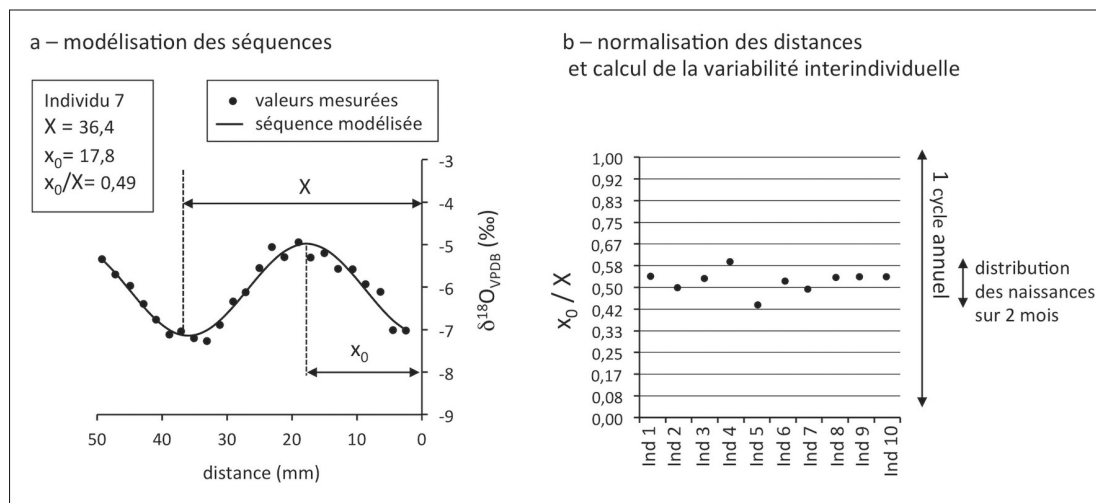 a – modélisation des séquences
Individu 7
X = 36,4
x₀= 17,8
x₀/X= 0,49
valeurs mesurées
séquence modélisée
-3
-4
-5
-6
-7
-8
-9
δ¹⁸O_VPDB (‰)
X
x₀
50
40
30
20
10
0
distance (mm)
b – normalisation des distances
et calcul de la variabilité interindividuelle
1,00
0,92
0,83
0,75
0,67
0,58
0,50
0,42
0,33
0,25
0,17
0,08
0,00
x₀ / X
Ind 1
Ind 2
Ind 3
Ind 4
Ind 5
Ind 6
Ind 7
Ind 8
Ind 9
Ind 10
1 cycle annuel
distribution
des naissances
sur 2 mois